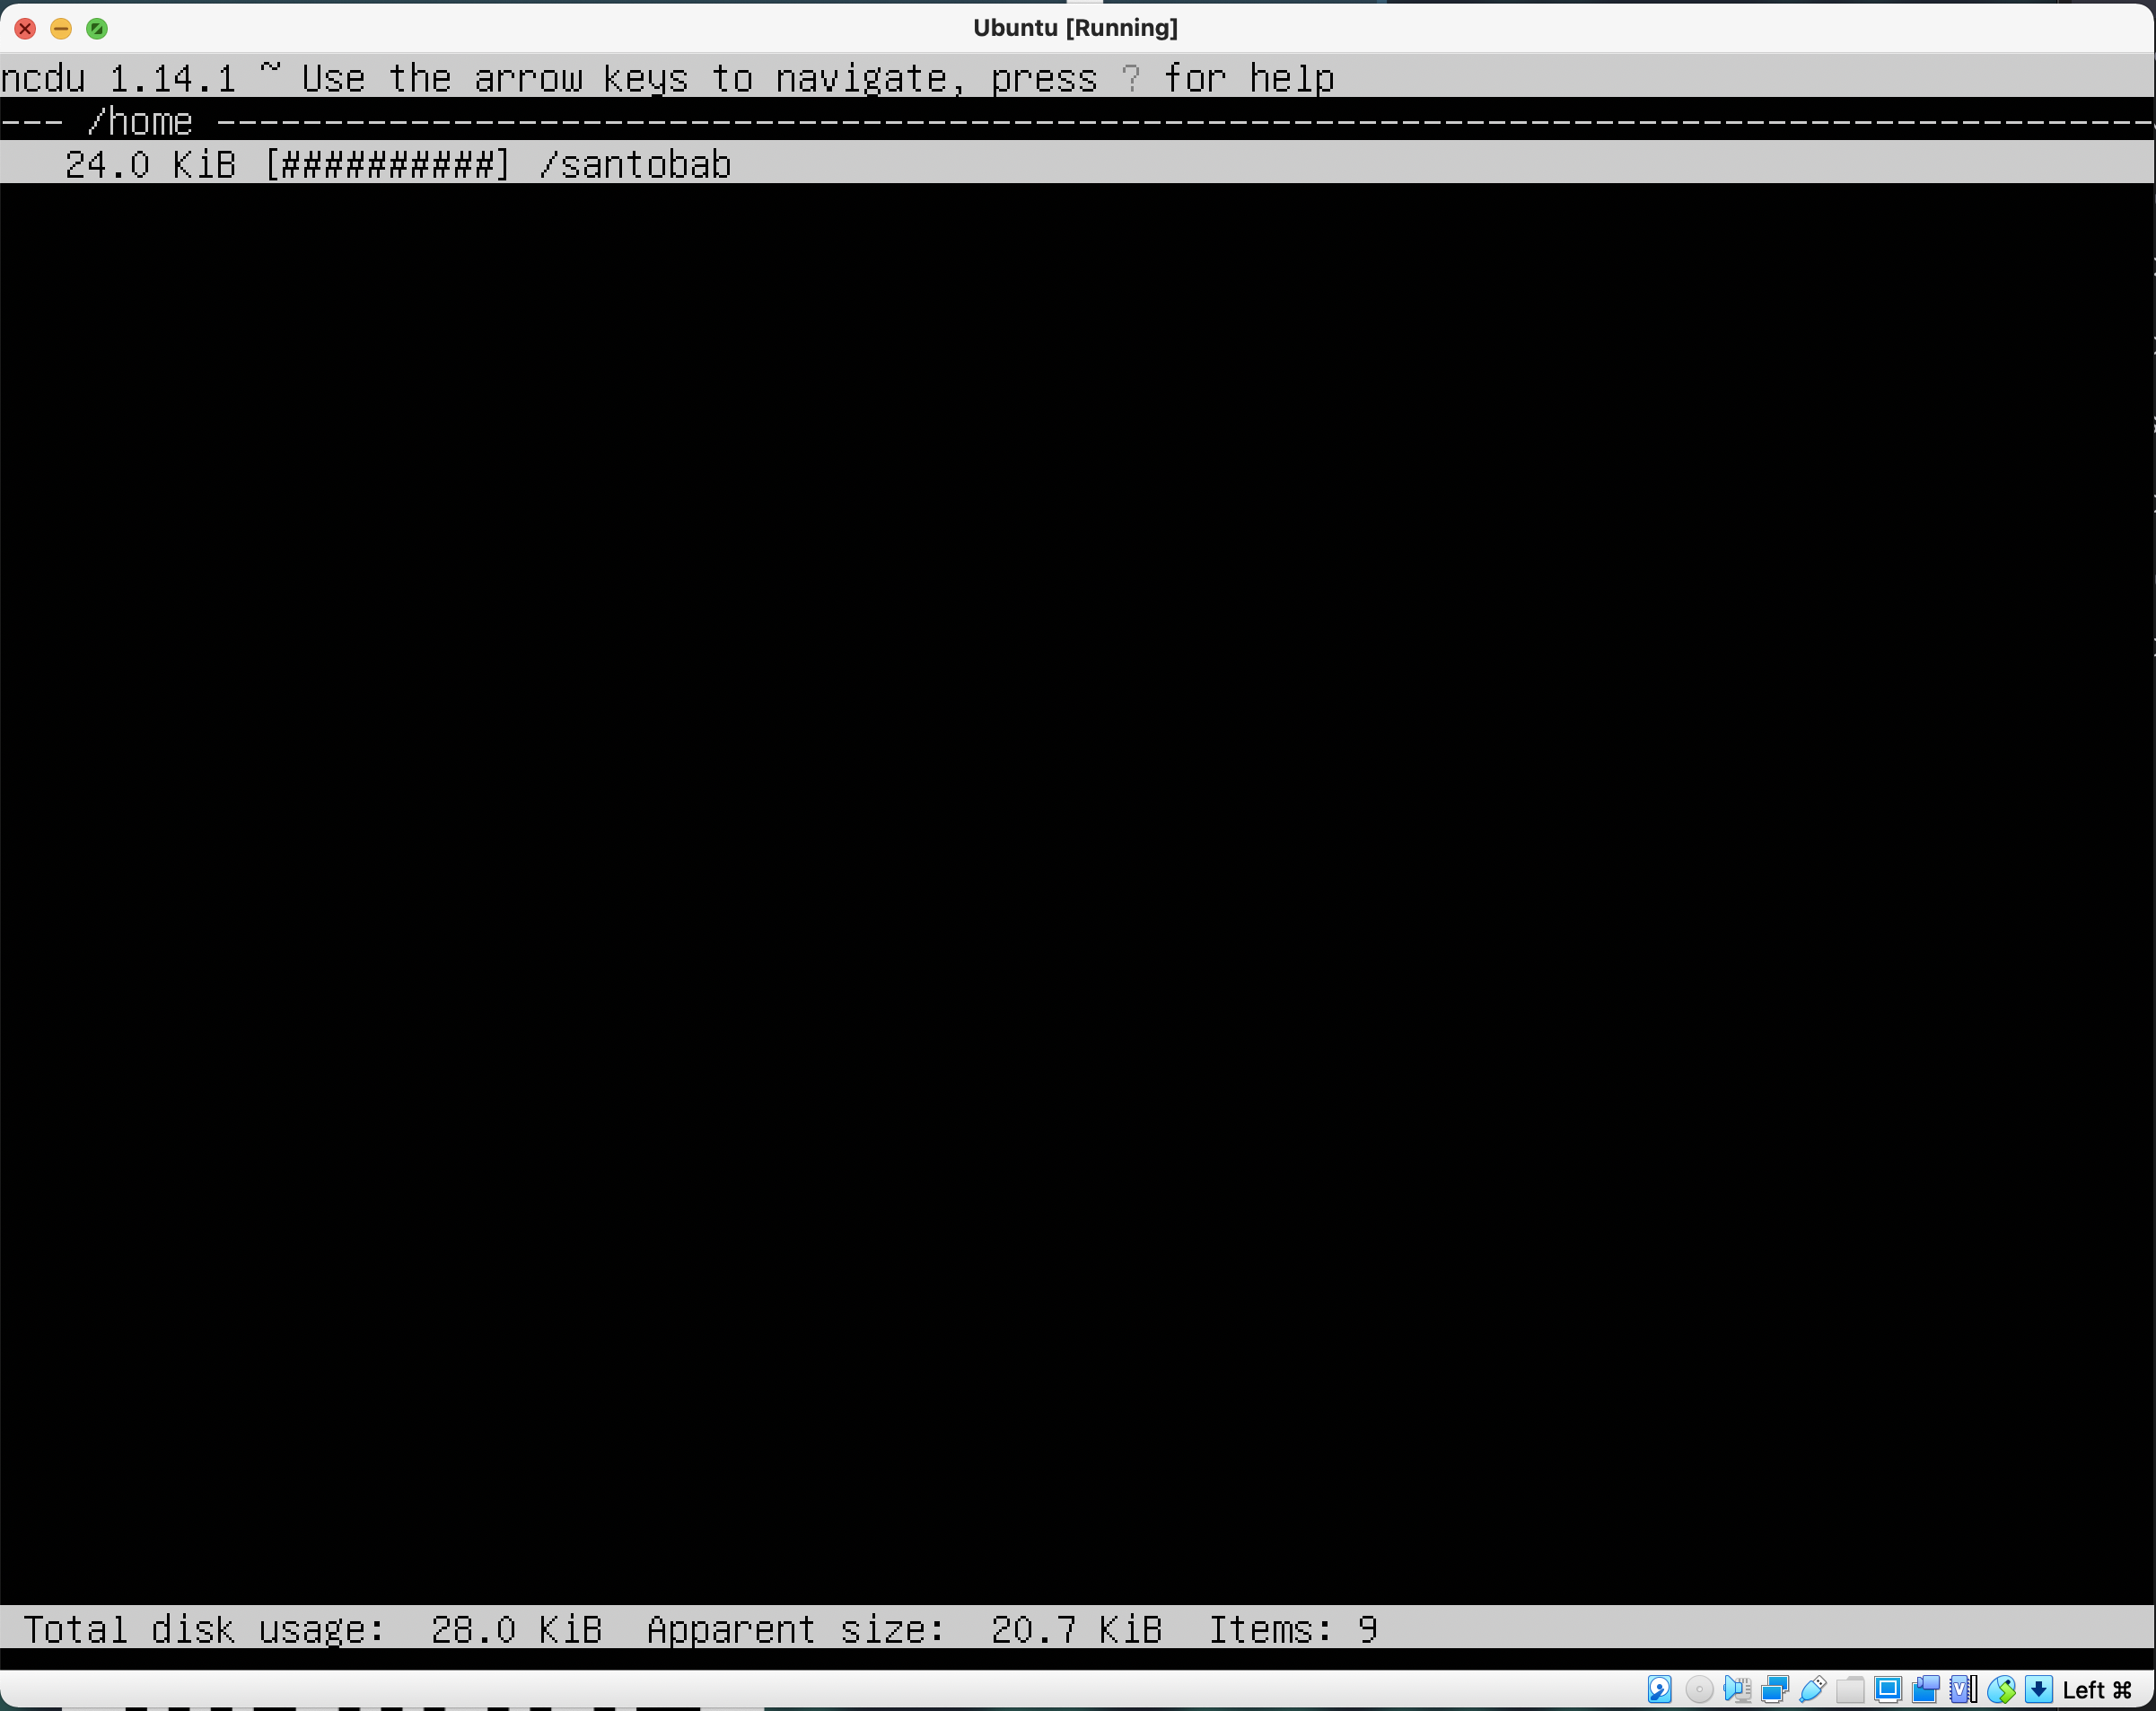 Ubuntu [Running]
ncdu 1.14.1 ~ Use the arrow keys to navigate, press ? for help
--- /home ------------------------------------------------------------------------------------------
24.0 KiB [##########] /santobab
Total disk usage: 28.0 KiB Apparent size: 20.7 KiB Items: 9
Left ⌘